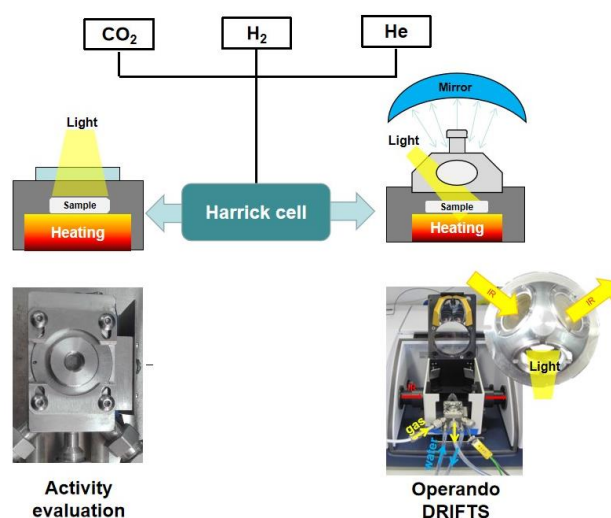 CO2
H2
He
Mirror
Light
Light
Sample
Heating
Harrick cell
Sample
Heating
IR
IR
Light
IR
gas
water
Activity
evaluation
Operando
DRIFTS